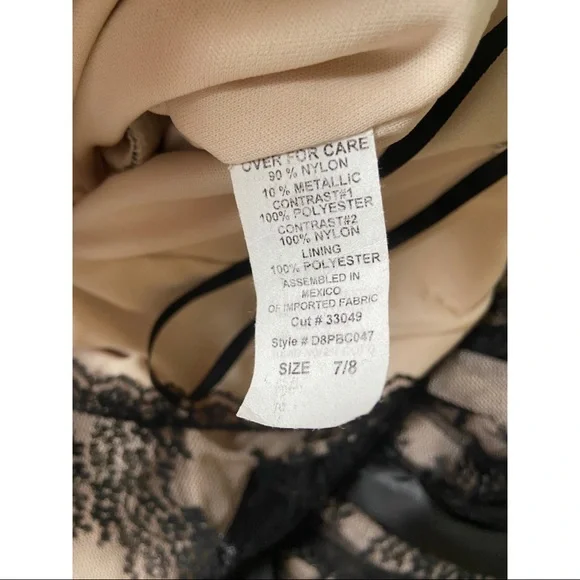 OVER FOR CARE
90 % NYLON
10 % METALLIC
CONTRAST#1
100% POLYESTER
CONTRAST#2
100% NYLON
LINING
100% POLYESTER
ASSEMBLED IN
MEXICO
OF IMPORTED FABRIC
Cut # 33049
Style # D8PBC047
SIZE 7/8